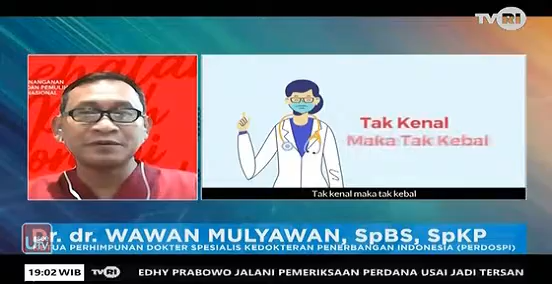 TVRI
NANGANAN
AN PEMULIH
NASIONAL
Tak Kenal
Maka Tak Kebal
Tak kenal maka tak kebal
Dr. dr. WAWAN MULYAWAN, SpBS, SpKP
KETUA PERHIMPUNAN DOKTER SPESIALIS KEDOKTERAN PENERBANGAN INDONESIA (PERDOSPI)
19:02 WIB TVRI EDHY PRABOWO JALANI PEMERIKSAAN PERDANA USAI JADI TERSAN